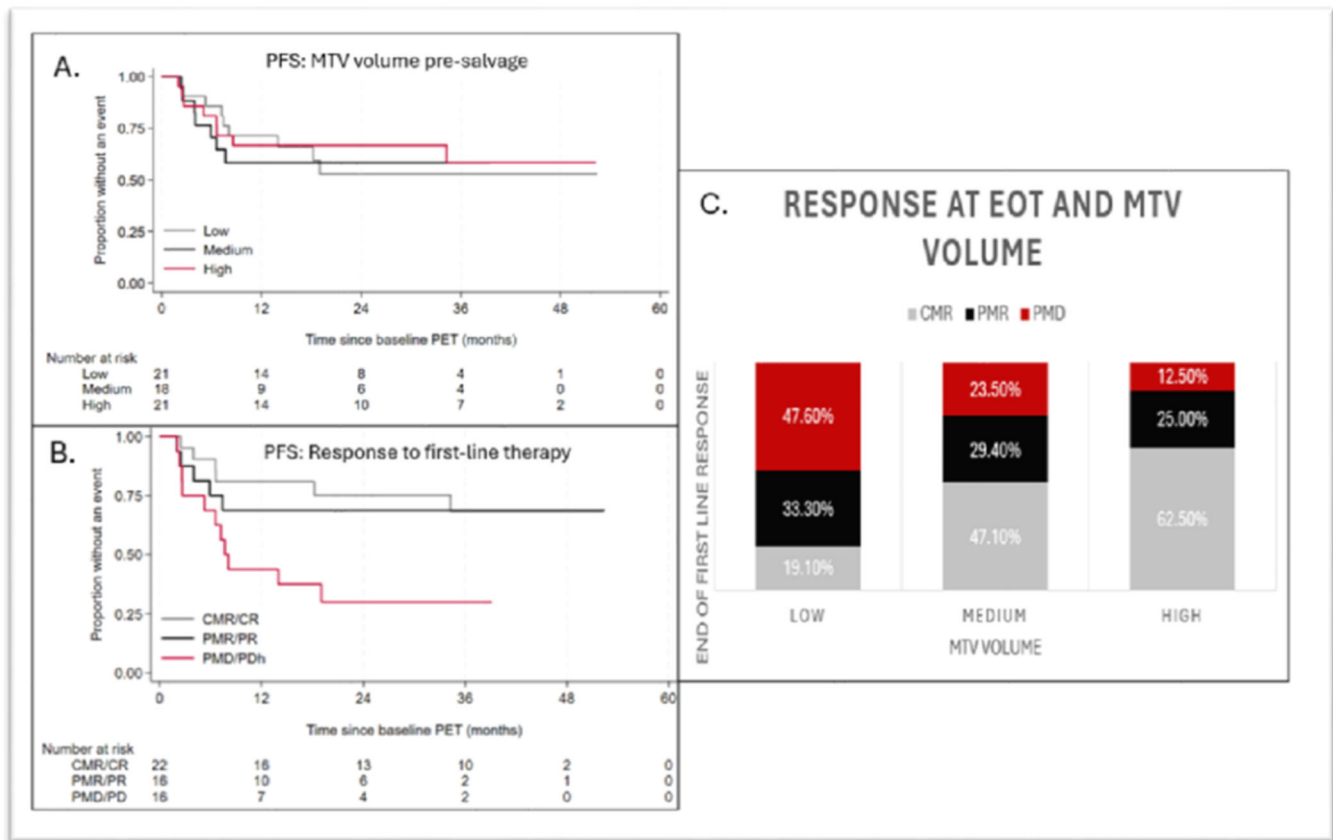 A.
PFS: MTV volume pre-salvage
Proportion without an event
1.00
0.75
0.50
0.25
0.00
Low
Medium
High
0 12 24 36 48 60
Time since baseline PET (months)
Number at risk
Low 21 14 8 4 1 0
Medium 18 9 6 4 0 0
High 21 14 10 7 2 0
B.
PFS: Response to first-line therapy
Proportion without an event
1.00
0.75
0.50
0.25
0.00
CMR/CR
PMR/PR
PMD/PDh
0 12 24 36 48 60
Time since baseline PET (months)
Number at risk
CMR/CR 22 16 13 10 2 0
PMR/PR 16 10 6 2 1 0
PMD/PD 16 7 4 2 0 0
C.
RESPONSE AT EOT AND MTV
VOLUME
CMR PMR PMD
END OF FIRST LINE RESPONSE
47.60% 23.50% 12.50%
33.30% 29.40% 25.00%
19.10% 47.10% 62.50%
LOW MEDIUM HIGH
MTV VOLUME